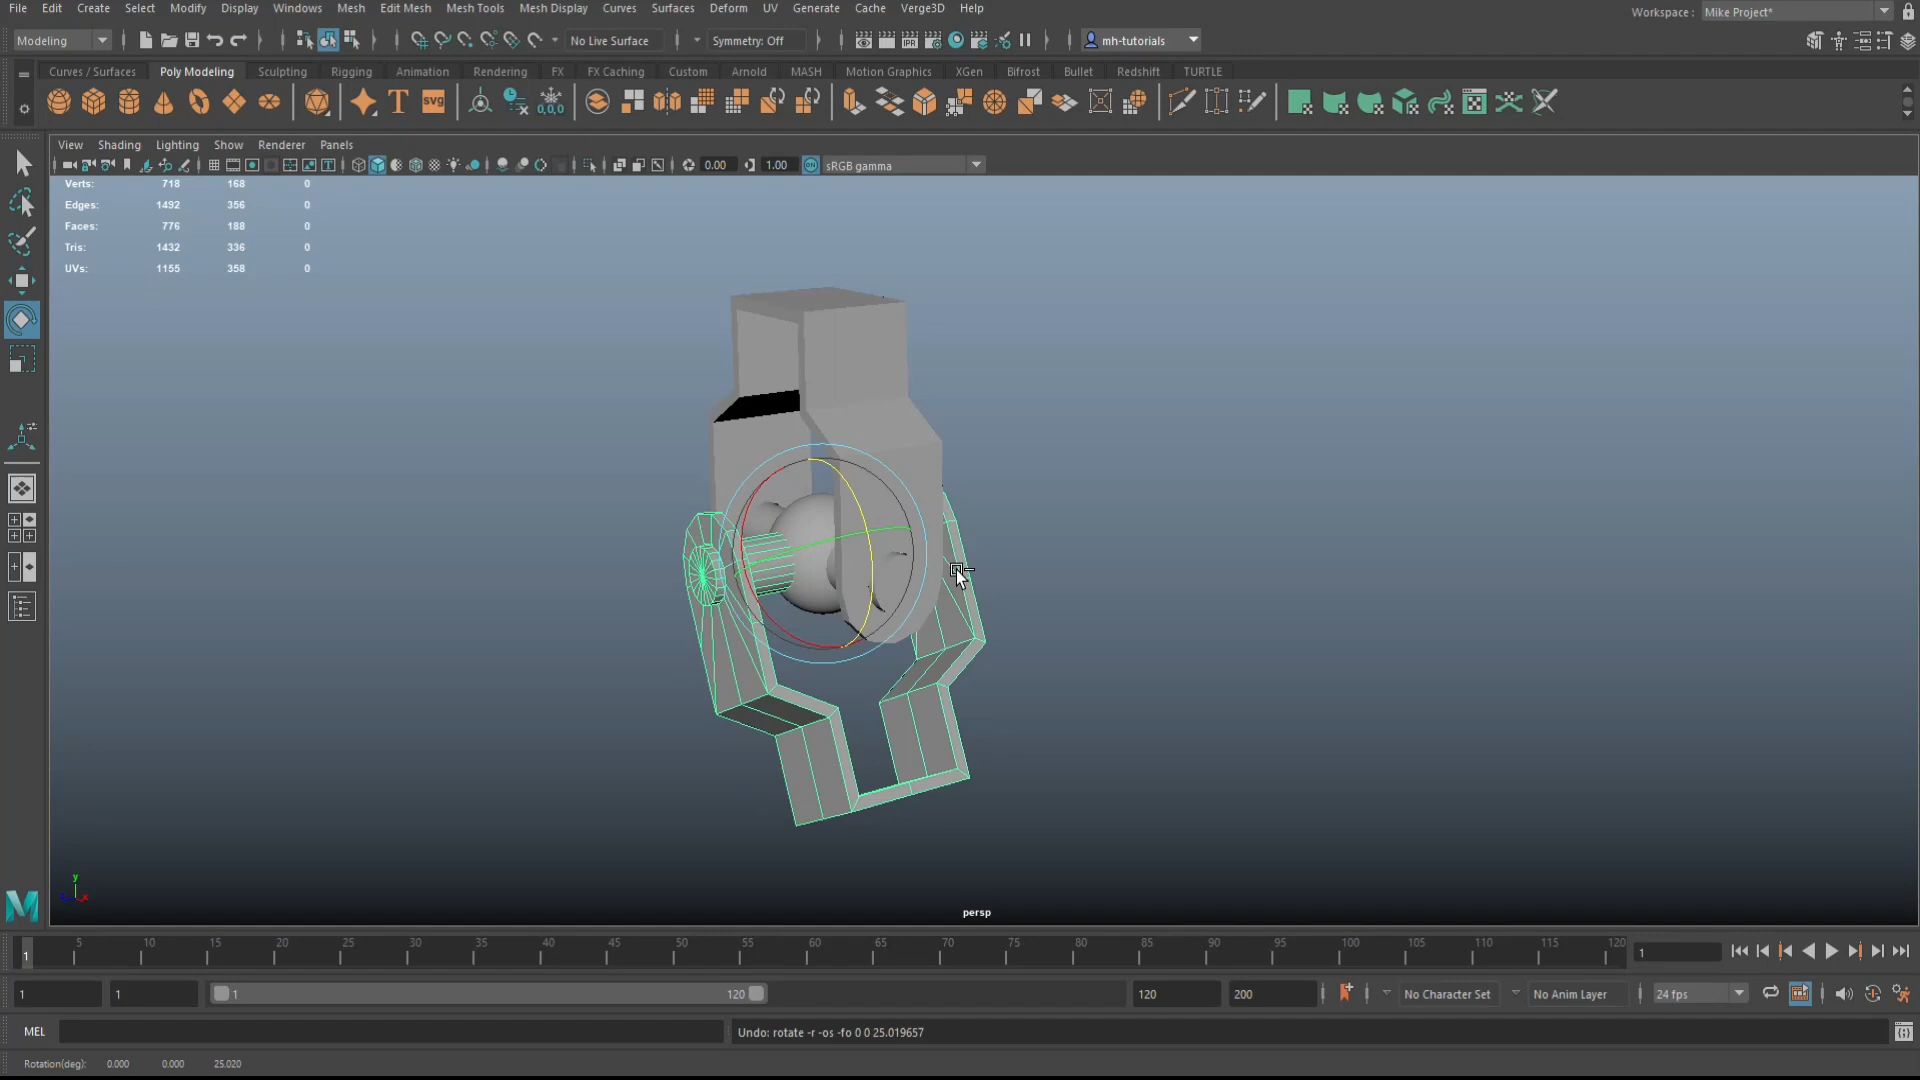 File Edit Create Select Modify Display Windows Mesh Edit Mesh Mesh Tools Mesh Display Curves Surfaces Deform UV Generate Cache Verge3D Help Workspace : Mike Project*
Modeling No Live Surface Symmetry: Off IPR mh-tutorials
Curves / Surfaces Poly Modeling Sculpting Rigging Animation Rendering FX FX Caching Custom Arnold MASH Motion Graphics XGen Bifrost Bullet Redshift TURTLE
T svg 0,0,0
View Shading Lighting Show Renderer Panels
0.00 1.00 ON sRGB gamma
Verts: 718 168 0
Edges: 1492 356 0
Faces: 776 188 0
Tris: 1432 336 0
UVs: 1155 358 0
y
x
persp
1 5 10 15 20 25 30 35 40 45 50 55 60 65 70 75 80 85 90 95 100 105 110 115 120 1
1 1 1 120 120 200 No Character Set No Anim Layer 24 fps
MEL Undo: rotate -r -os -fo 0 0 25.019657
Rotation(deg): 0.000 0.000 25.020